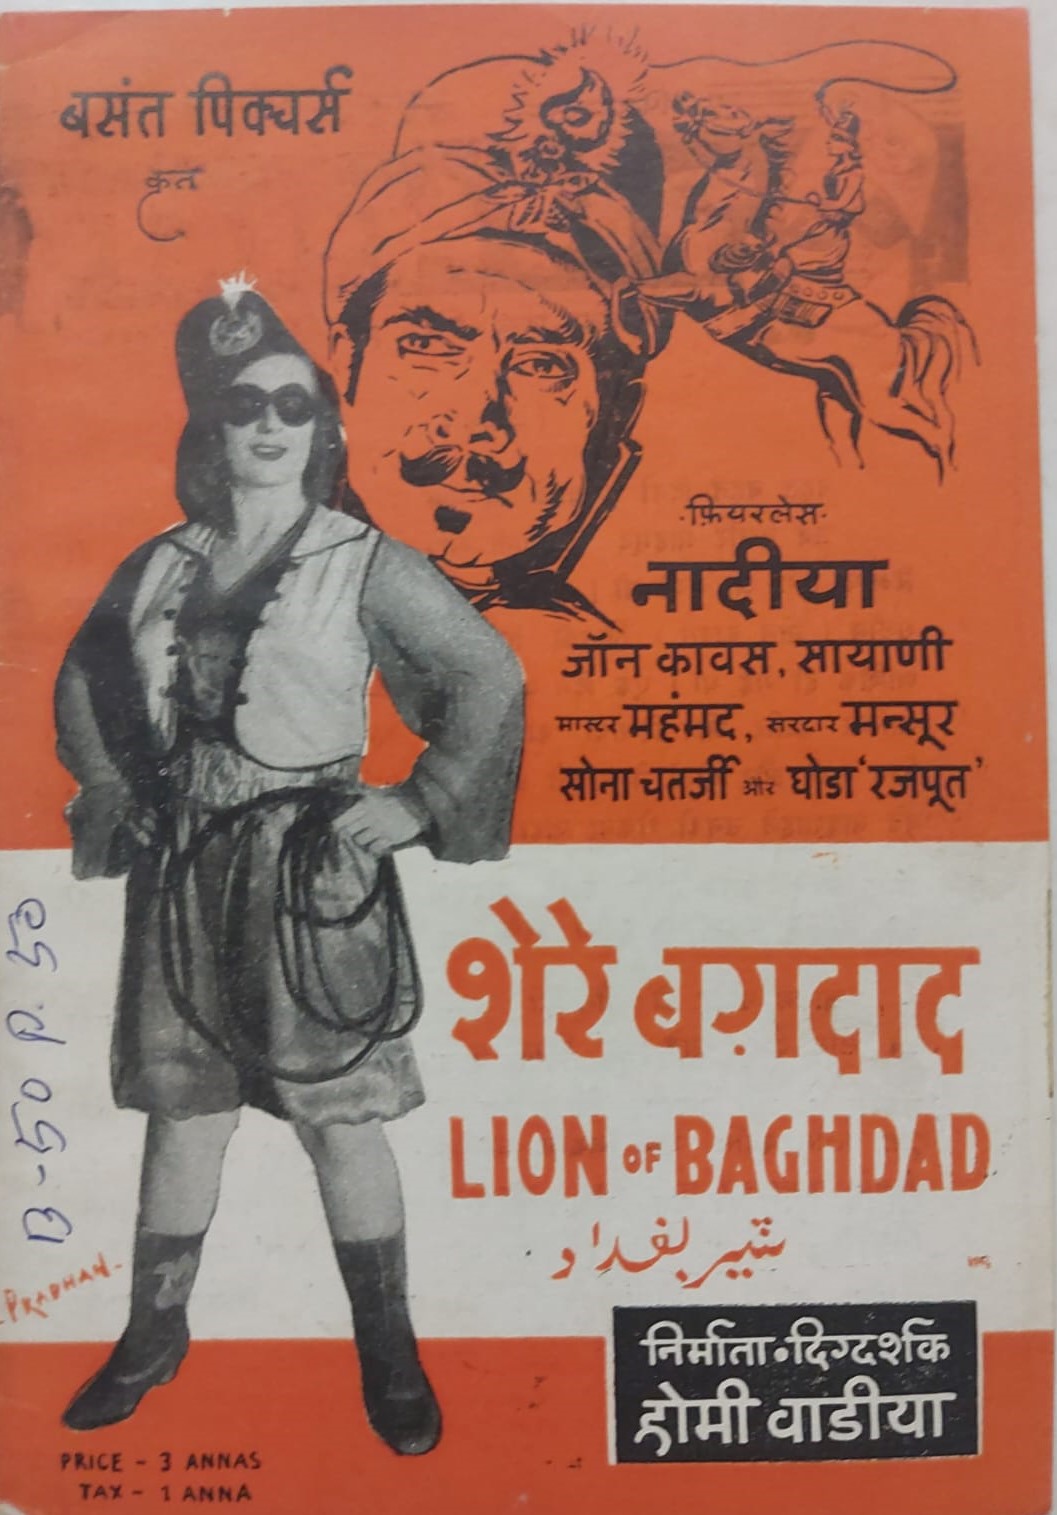 बसंत पिक्चर्स
कृत
·फ़ियरलेस·
नादीया
जॉन कावस, सायाणी
मास्टर महंमद, सरदार मन्सूर
सोना चतर्जी और घोडा 'रजपूत'
शेरे बग़दाद
LION OF BAGHDAD
شیر بغداد
निर्माता•दिग्दर्शक
होमी वाडीया
PRICE - 3 ANNAS
TAX - 1 ANNA
PRADHAN-
B-50 P. 50